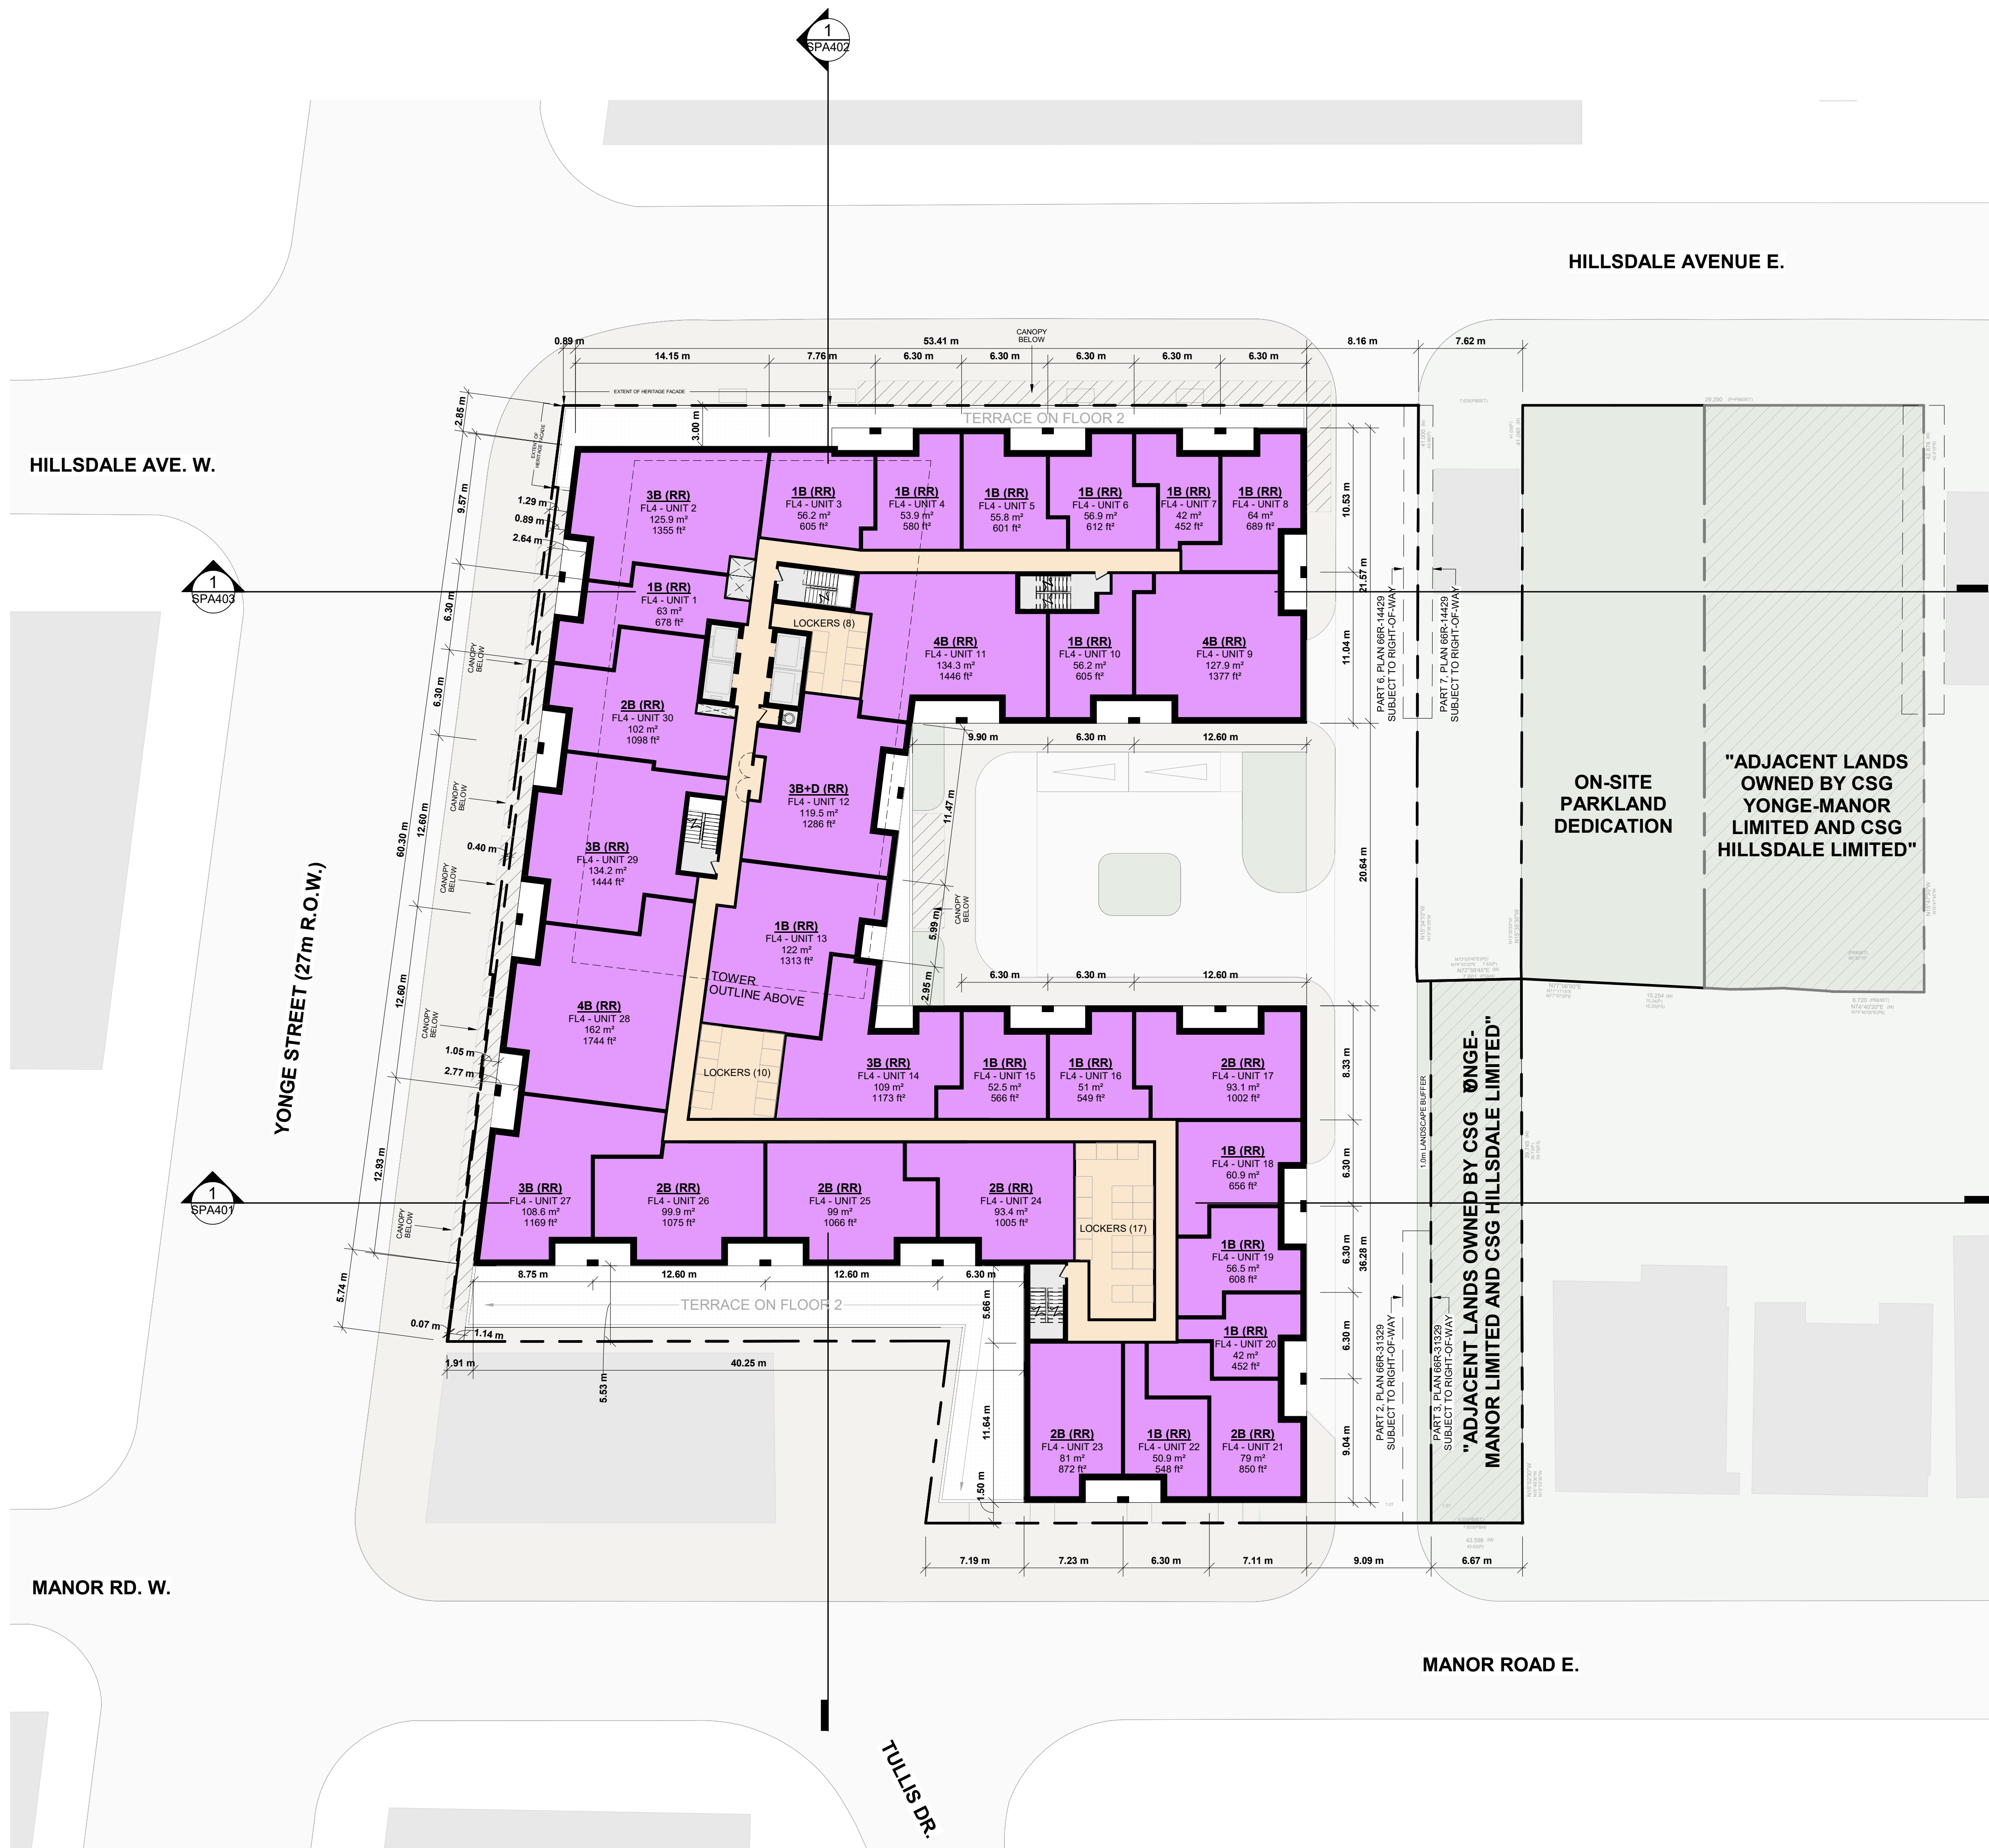 1
SPA402
HILLSDALE AVENUE E.
CANOPY
BELOW
0.89 m
53.41 m
8.16 m
7.62 m
14.15 m
7.76 m
6.30 m
6.30 m
6.30 m
6.30 m
6.30 m
EXTENT OF HERITAGE FACADE
EXTENT OF
HERITAGE FACADE
2.85 m
3.00 m
TERRACE ON FLOOR 2
HILLSDALE AVE. W.
9.57 m
1.29 m
0.89 m
2.64 m
3B (RR)
FL4 - UNIT 2
125.9 m²
1355 ft²
1B (RR)
FL4 - UNIT 3
56.2 m²
605 ft²
1B (RR)
FL4 - UNIT 4
53.9 m²
580 ft²
1B (RR)
FL4 - UNIT 5
55.8 m²
601 ft²
1B (RR)
FL4 - UNIT 6
56.9 m²
612 ft²
1B (RR)
FL4 - UNIT 7
42 m²
452 ft²
1B (RR)
FL4 - UNIT 8
64 m²
689 ft²
10.53 m
21.57 m
11.04 m
1
SPA403
1B (RR)
FL4 - UNIT 1
63 m²
678 ft²
LOCKERS (8)
4B (RR)
FL4 - UNIT 11
134.3 m²
1446 ft²
1B (RR)
FL4 - UNIT 10
56.2 m²
605 ft²
4B (RR)
FL4 - UNIT 9
127.9 m²
1377 ft²
PART 6, PLAN 66R-14429
SUBJECT TO RIGHT-OF-WAY
PART 7, PLAN 66R-14429
SUBJECT TO RIGHT-OF-WAY
6.30 m
6.30 m
CANOPY
BELOW
2B (RR)
FL4 - UNIT 30
102 m²
1098 ft²
9.90 m
6.30 m
12.60 m
3B+D (RR)
FL4 - UNIT 12
119.5 m²
1286 ft²
11.47 m
ON-SITE
PARKLAND
DEDICATION
"ADJACENT LANDS
OWNED BY CSG
YONGE-MANOR
LIMITED AND CSG
HILLSDALE LIMITED"
CANOPY
BELOW
60.30 m
12.60 m
0.40 m
3B (RR)
FL4 - UNIT 29
134.2 m²
1444 ft²
CANOPY
BELOW
20.64 m
CANOPY
BELOW
5.99 m
1B (RR)
FL4 - UNIT 13
122 m²
1313 ft²
YONGE STREET (27m R.O.W.)
TOWER
OUTLINE ABOVE
2.95 m
6.30 m
6.30 m
12.60 m
12.60 m
4B (RR)
FL4 - UNIT 28
162 m²
1744 ft²
CANOPY
BELOW
1.05 m
2.77 m
LOCKERS (10)
3B (RR)
FL4 - UNIT 14
109 m²
1173 ft²
1B (RR)
FL4 - UNIT 15
52.5 m²
566 ft²
1B (RR)
FL4 - UNIT 16
51 m²
549 ft²
2B (RR)
FL4 - UNIT 17
93.1 m²
1002 ft²
8.33 m
1.0m LANDSCAPE BUFFER
"ADJACENT LANDS OWNED BY CSG YONGE-
MANOR LIMITED AND CSG HILLSDALE LIMITED"
12.93 m
1
SPA401
3B (RR)
FL4 - UNIT 27
108.6 m²
1169 ft²
2B (RR)
FL4 - UNIT 26
99.9 m²
1075 ft²
2B (RR)
FL4 - UNIT 25
99 m²
1066 ft²
2B (RR)
FL4 - UNIT 24
93.4 m²
1005 ft²
LOCKERS (17)
1B (RR)
FL4 - UNIT 18
60.9 m²
656 ft²
6.30 m
1B (RR)
FL4 - UNIT 19
56.5 m²
608 ft²
6.30 m
36.28 m
CANOPY
BELOW
5.74 m
8.75 m
12.60 m
12.60 m
6.30 m
TERRACE ON FLOOR 2
5.66 m
0.07 m
1.14 m
1B (RR)
FL4 - UNIT 20
42 m²
452 ft²
6.30 m
PART 2, PLAN 66R-31329
SUBJECT TO RIGHT-OF-WAY
PART 3, PLAN 66R-31329
SUBJECT TO RIGHT-OF-WAY
1.91 m
40.25 m
5.53 m
11.64 m
2B (RR)
FL4 - UNIT 23
81 m²
872 ft²
1B (RR)
FL4 - UNIT 22
50.9 m²
548 ft²
2B (RR)
FL4 - UNIT 21
79 m²
850 ft²
9.04 m
1.50 m
7.19 m
7.23 m
6.30 m
7.11 m
9.09 m
6.67 m
MANOR RD. W.
MANOR ROAD E.
TULLIS DR.